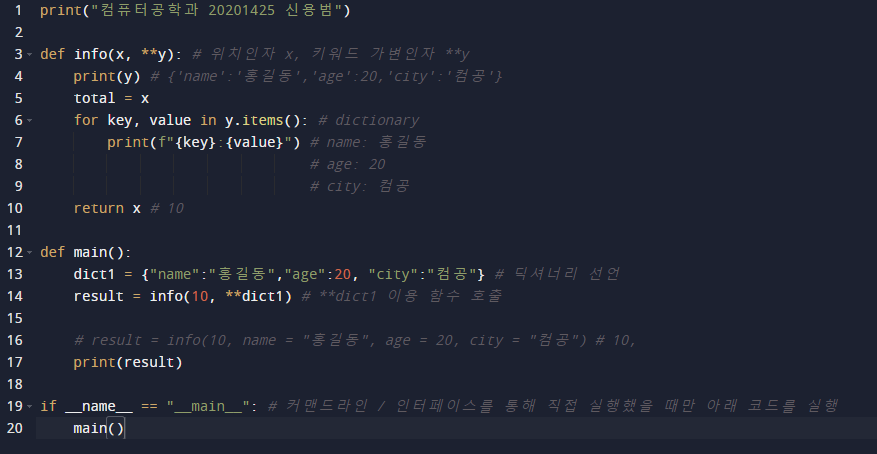 1 print("컴퓨터공학과 20201425 신용범")
2
3 def info(x, **y): # 위치인자 x, 키워드 가변인자 **y
4     print(y) # {'name':'홍길동','age':20,'city':'컴공'}
5     total = x
6     for key, value in y.items(): # dictionary
7         print(f"{key}:{value}") # name: 홍길동
8                                 # age: 20
9                                 # city: 컴공
10     return x # 10
11
12 def main():
13     dict1 = {"name":"홍길동","age":20, "city":"컴공"} # 딕셔너리 선언
14     result = info(10, **dict1) # **dict1 이용 함수 호출
15
16     # result = info(10, name = "홍길동", age = 20, city = "컴공") # 10,
17     print(result)
18
19 if __name__ == "__main__": # 커맨드라인 / 인터페이스를 통해 직접 실행했을 때만 아래 코드를 실행
20     main()